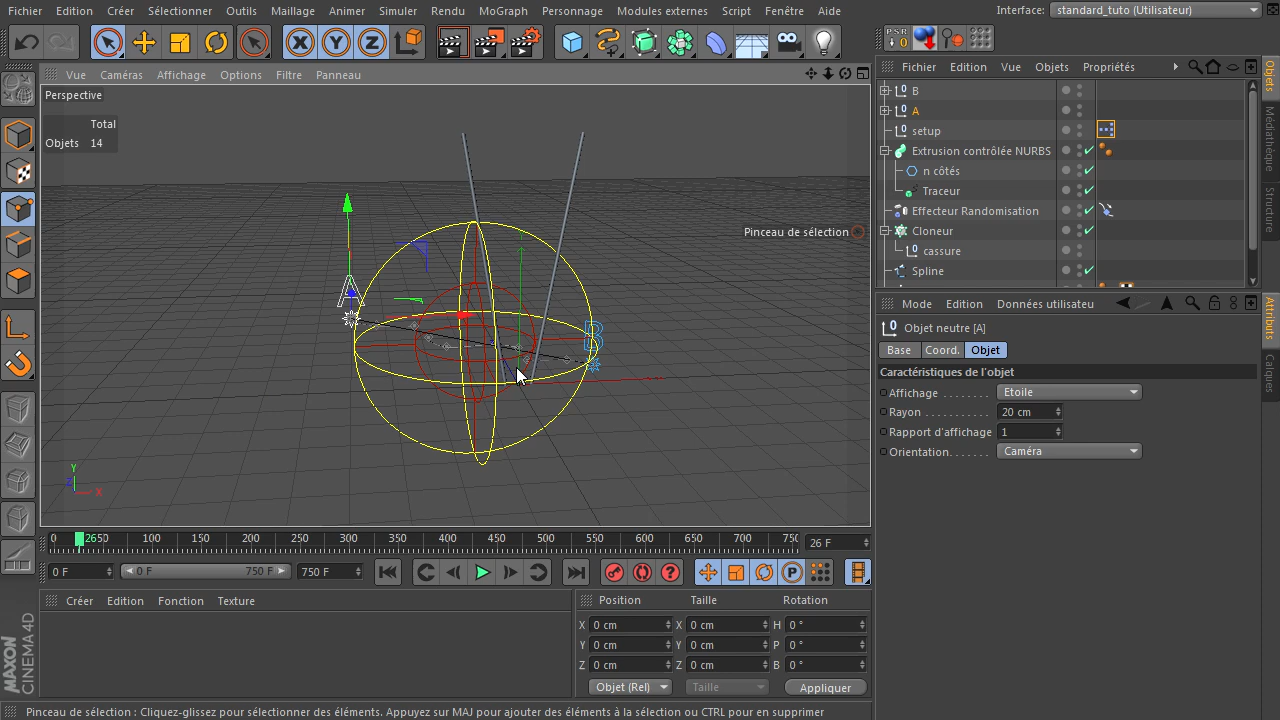 Fichier Edition Créer Sélectionner Outils Maillage Animer Simuler Rendu MoGraph Personnage Modules externes Script Fenêtre Aide Interface: standard_tuto (Utilisateur)
X Y Z PSR 0
Vue Caméras Affichage Options Filtre Panneau
Fichier Edition Vue Objets Propriétés
Perspective
Total
Objets 14
Pinceau de sélection
A
B
Y
Z
X
B
A
setup
Extrusion contrôlée NURBS
n côtés
Traceur
Effecteur Randomisation
Cloneur
cassure
Spline
Objets
Médiathèque
Structure
Mode Edition Données utilisateur
Objet neutre [A]
Base Coord. Objet
Caractéristiques de l'objet
Affichage . . . . . . . . Etoile
Rayon . . . . . . . . . . . 20 cm
Rapport d'affichage 1
Orientation. . . . . . . Caméra
Attributs
Calques
0 2650 100 150 200 250 300 350 400 450 500 550 600 650 700 750 26 F
0 F 0 F 750 F 750 F
Créer Edition Fonction Texture
Position Taille Rotation
X 0 cm X 0 cm H 0 °
Y 0 cm Y 0 cm P 0 °
Z 0 cm Z 0 cm B 0 °
Objet (Rel) Taille Appliquer
MAXON
CINEMA 4D
Pinceau de sélection : Cliquez-glissez pour sélectionner des éléments. Appuyez sur MAJ pour ajouter des éléments à la sélection ou CTRL pour en supprimer